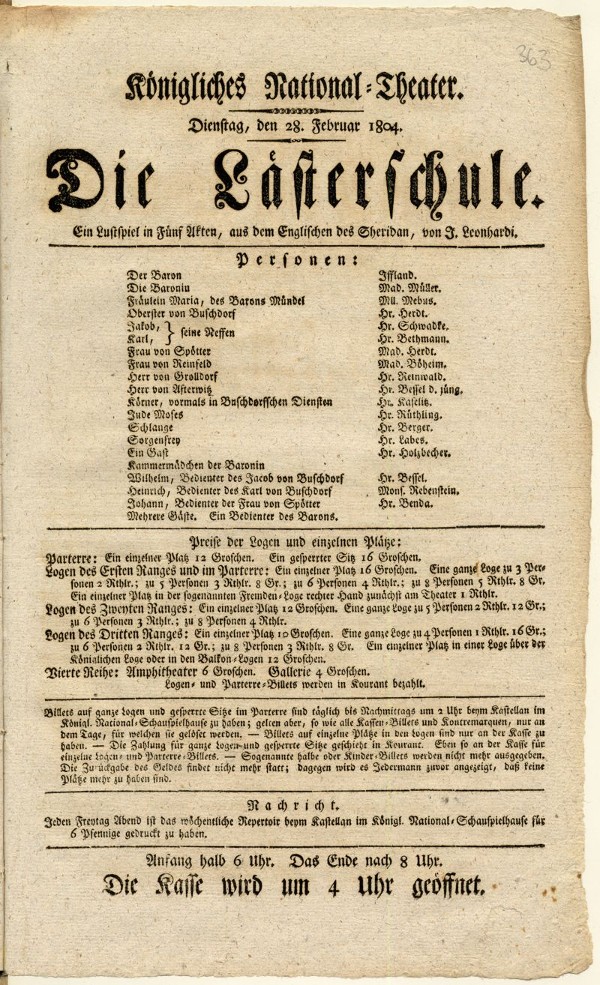 363
Königliches National-Theater.
Dienstag, den 28. Februar 1804.
Die Lästerschule.
Ein Lustspiel in Fünf Akten, aus dem Englischen des Sheridan, von J. Leonhardi.
Personen:
Der Baron Iffland.
Die Baronin Mad. Müller.
Fräulein Maria, des Barons Mündel Mll. Mebus.
Oberster von Buschdorf Hr. Herdt.
Jakob, Hr. Schwadke.
Karl, } seine Neffen Hr. Bethmann.
Frau von Spötter Mad. Herdt.
Frau von Reinfeld Mad. Böheim.
Herr von Grolldorf Hr. Reinwald.
Herr von Afterwitz Hr. Bessel d. jüng.
Körner, vormals in Buschdorfschen Diensten Hr. Kaselitz.
Jude Moses Hr. Rüthling.
Schlange Hr. Berger.
Sorgenfrey Hr. Labes.
Ein Gast Hr. Holzbecher.
Kammermädchen der Baronin
Wilhelm, Bedienter des Jacob von Buschdorf Hr. Bessel.
Heinrich, Bedienter des Karl von Buschdorf Mons. Rebenstein.
Johann, Bedienter der Frau von Spötter Hr. Benda.
Mehrere Gäste. Ein Bedienter des Barons.
Preise der Logen und einzelnen Plätze:
Parterre: Ein einzelner Platz 12 Groschen. Ein gesperrter Sitz 16 Groschen.
Logen des Ersten Ranges und im Parterre: Ein einzelner Platz 16 Groschen. Eine ganze Loge zu 3 Per-
sonen 2 Rthlr.; zu 5 Personen 3 Rthlr. 8 Gr.; zu 6 Personen 4 Rthlr.; zu 8 Personen 5 Rthlr. 8 Gr.
Ein einzelner Platz in der sogenannten Fremden-Loge rechter Hand zunächst am Theater 1 Rthlr.
Logen des Zweyten Ranges: Ein einzelner Platz 12 Groschen. Eine ganze Loge zu 5 Personen 2 Rthlr. 12 Gr.;
zu 6 Personen 3 Rthlr.; zu 8 Personen 4 Rthlr.
Logen des Dritten Ranges: Ein einzelner Platz 10 Groschen. Eine ganze Loge zu 4 Personen 1 Rthlr. 16 Gr.;
zu 6 Personen 2 Rthlr. 12 Gr.; zu 8 Personen 3 Rthlr. 8 Gr. Ein einzelner Platz in einer Loge über der
Königlichen Loge oder in den Balkon-Logen 12 Groschen.
Vierte Reihe: Amphitheater 6 Groschen. Gallerie 4 Groschen.
Logen- und Parterre-Billets werden in Kourant bezahlt.
Billets auf ganze Logen und gesperrte Sitze im Parterre sind täglich bis Nachmittags um 2 Uhr beym Kastellan im
Königl. National-Schauspielhause zu haben; gelten aber, so wie alle Kassen-Billets und Kontremarquen, nur an
dem Tage, für welchen sie gelöset werden. — Billets auf einzelne Plätze in den Logen sind nur an der Kasse zu
haben. — Die Zahlung für ganze Logen und gesperrte Sitze geschieht in Kourant. Eben so an der Kasse für
einzelne Logen- und Parterre-Billets. — Sogenannte halbe oder Kinder-Billets werden nicht mehr ausgegeben.
Die Zurückgabe des Geldes findet nicht mehr statt; dagegen wird es Jedermann zuvor angezeigt, daß keine
Plätze mehr zu haben sind.
Nachricht.
Jeden Freytag Abend ist das wöchentliche Repertoir beym Kastellan im Königl. National-Schauspielhause für
6 Pfennige gedruckt zu haben.
Anfang halb 6 Uhr. Das Ende nach 8 Uhr.
Die Kasse wird um 4 Uhr geöffnet.